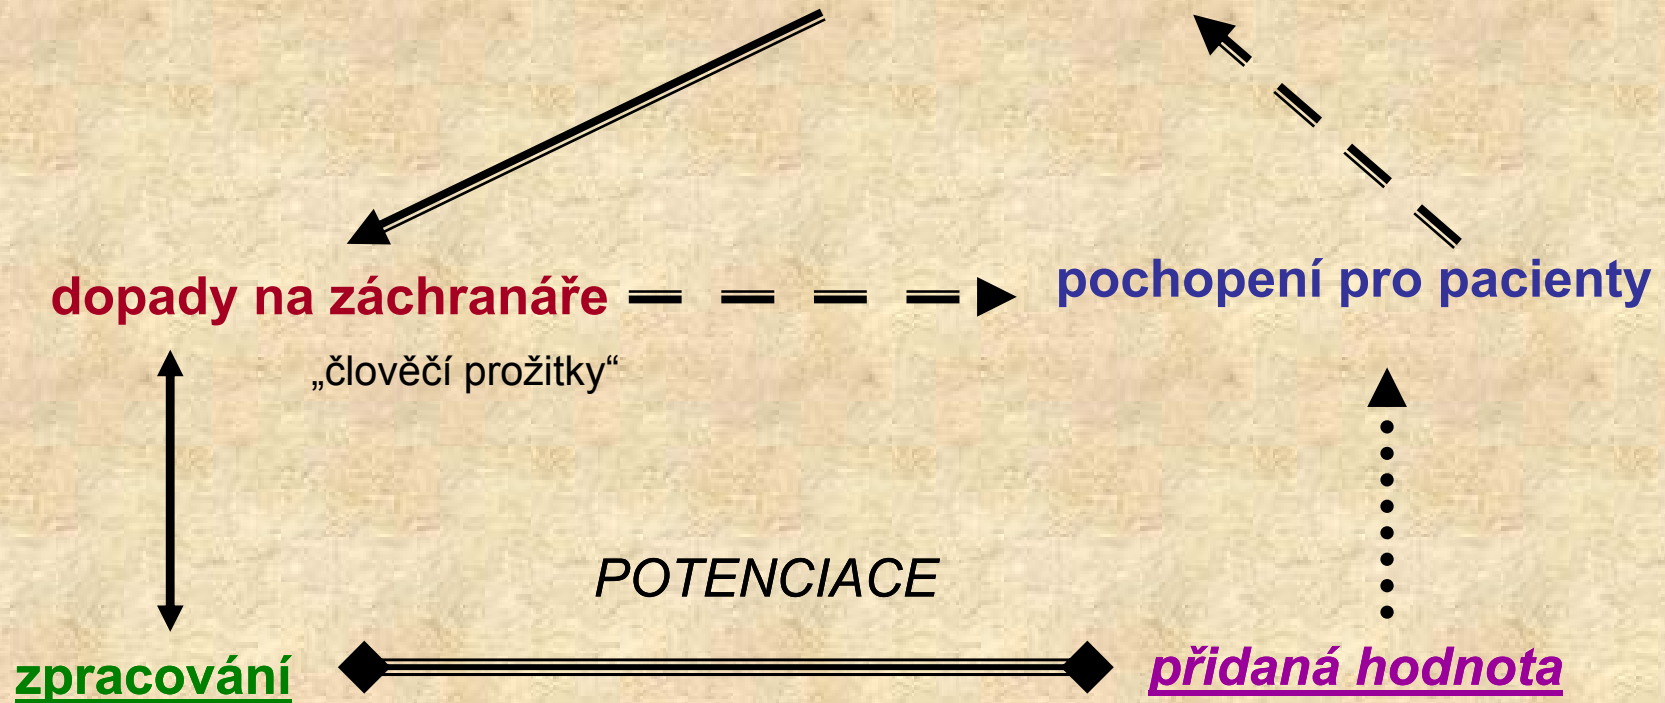 dopady na záchranáře
pochopení pro pacienty
„člověčí prožitky“
POTENCIACE
zpracování
přidaná hodnota